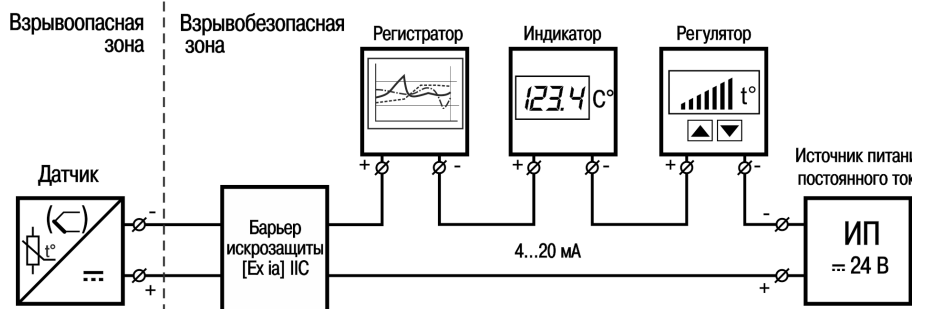 Взрывоопасная
зона
Взрывобезопасная
зона
Регистратор
Индикатор
Регулятор
123.4 C°
t°
+ -
+ -
+ -
Датчик
Источник питани
постоянного ток
t°
-
+
Барьер
искрозащиты
[Ex ia] IIC
4...20 мА
-
+
ИП
24 В